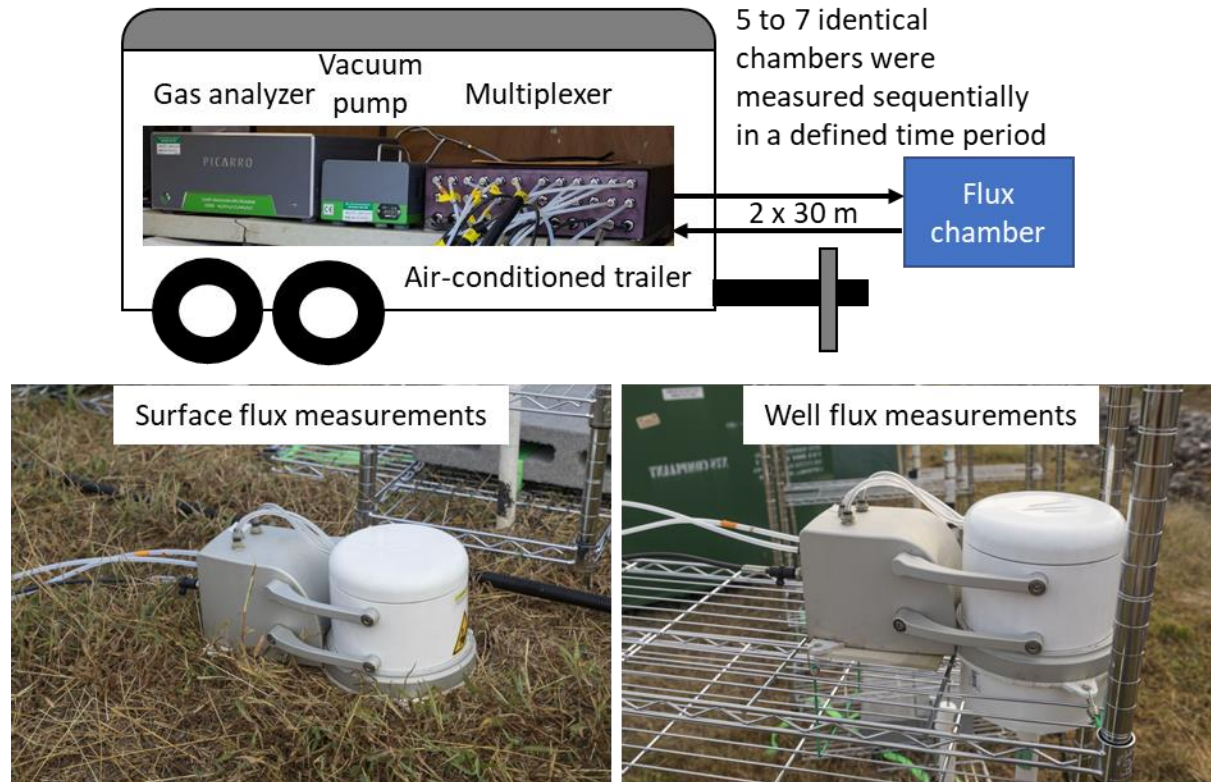 5 to 7 identical
chambers were
measured sequentially
in a defined time period
Vacuum
pump
Gas analyzer
Multiplexer
PICARRO
Flux
chamber
2 x 30 m
Air-conditioned trailer
Surface flux measurements
Well flux measurements